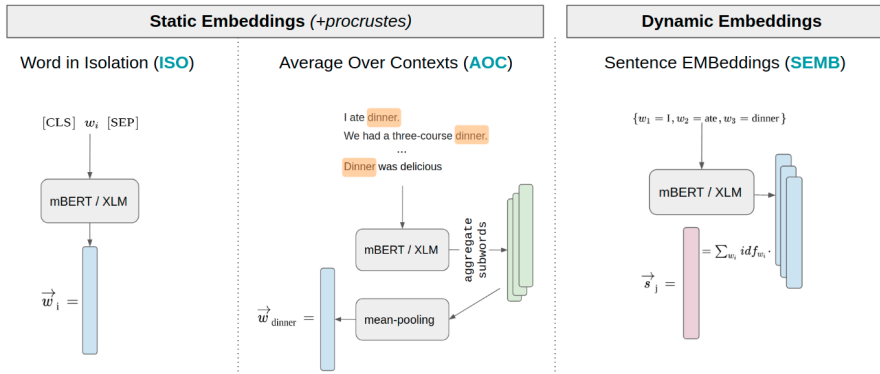 Static Embeddings (+procrustes)
Dynamic Embeddings
Word in Isolation (ISO)
Average Over Contexts (AOC)
Sentence EMBeddings (SEMB)
[CLS] wᵢ [SEP]
mBERT / XLM
w⃗ᵢ =
I ate dinner.
We had a three-course dinner.
...
Dinner was delicious
mBERT / XLM
aggregate
subwords
mean-pooling
w⃗ dinner =
{w₁ = I, w₂ = ate, w₃ = dinner}
mBERT / XLM
s⃗ j = = ∑wᵢ idf wᵢ ·